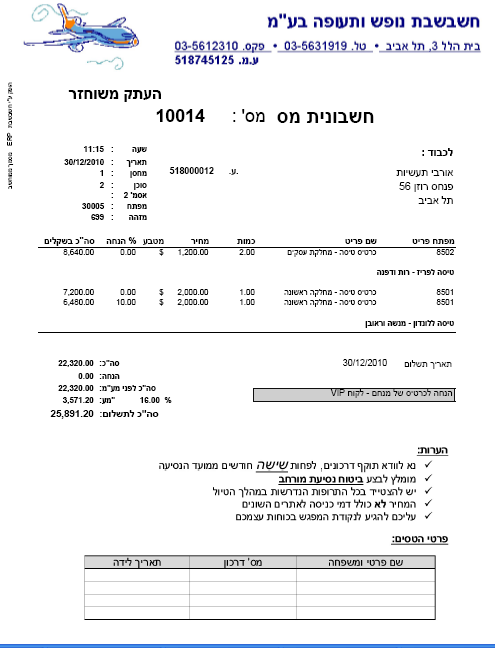 חשבשבת נופש ותעופה בע"מ
בית הלל 3, תל אביב • טל. 03-5631919 • פקס. 03-5612310
ע.מ. 518745125
העתק משוחזר
חשבונית מס מס' : 10014
לכבוד :
אורבי תעשיות
פנחס רוזן 56
תל אביב
ע. 518000012
שעה : 11:15
תאריך : 30/12/2010
מחסן : 1
סוכן : 2
אסמ' 2 :
מפתח : 30005
מזהה : 699
מפתח פריט שם פריט כמות מחיר מטבע % הנחה סה"כ בשקלים
8502 כרטיס טיסה - מחלקת עסקים 2.00 1,200.00 $ 0.00 8,640.00
טיסה לפריז - רות ודפנה
8501 כרטיס טיסה - מחלקה ראשונה 1.00 2,000.00 $ 0.00 7,200.00
8501 כרטיס טיסה - מחלקה ראשונה 1.00 2,000.00 $ 10.00 6,480.00
טיסה ללונדון - מנשה וראובן
תאריך תשלום 30/12/2010
הנחה לכרטיס של מנחם - לקוח VIP
סה"כ: 22,320.00
הנחה: 0.00
סה"כ לפני מע"מ: 22,320.00
% 16.00 מע"מ: 3,571.20
סה"כ לתשלום: 25,891.20
הערות:
✓ נא לוודא תוקף דרכונים, לפחות שישה חודשים ממועד הנסיעה
✓ מומלץ לבצע ביטוח נסיעת מורחב
✓ יש להצטייד בכל התרופות הנדרשות במהלך הטיול
✓ המחיר לא כולל דמי כניסה לאתרים השונים
✓ עליכם להגיע לנקודת המפגש בכוחות עצמכם
פרטי הטסים:
שם פרטי ומשפחה מס' דרכון תאריך לידה